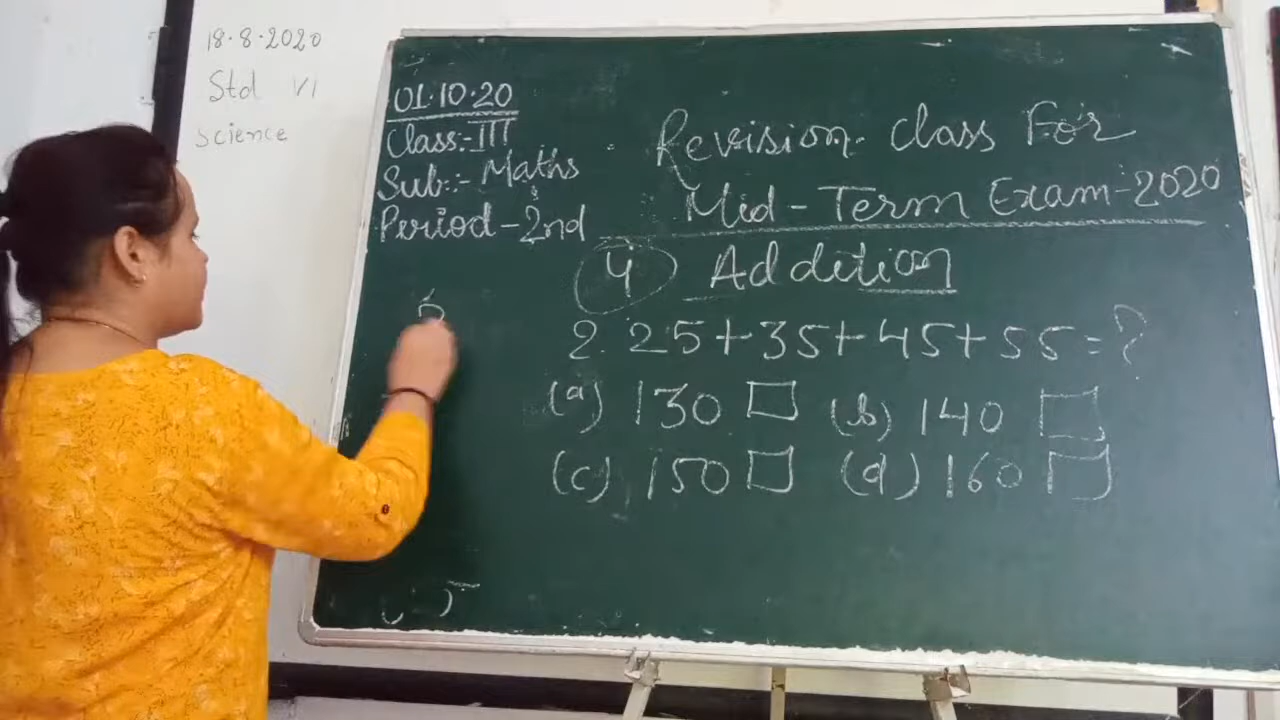 18.8.2020
Std VI
Science
01.10.20
Class:-III
Sub:- Maths
Period-2nd
Revision Class For
Mid-Term Exam-2020
4 Addition
2. 25+35+45+55=?
(a) 130 (b) 140
(c) 150 (d) 160